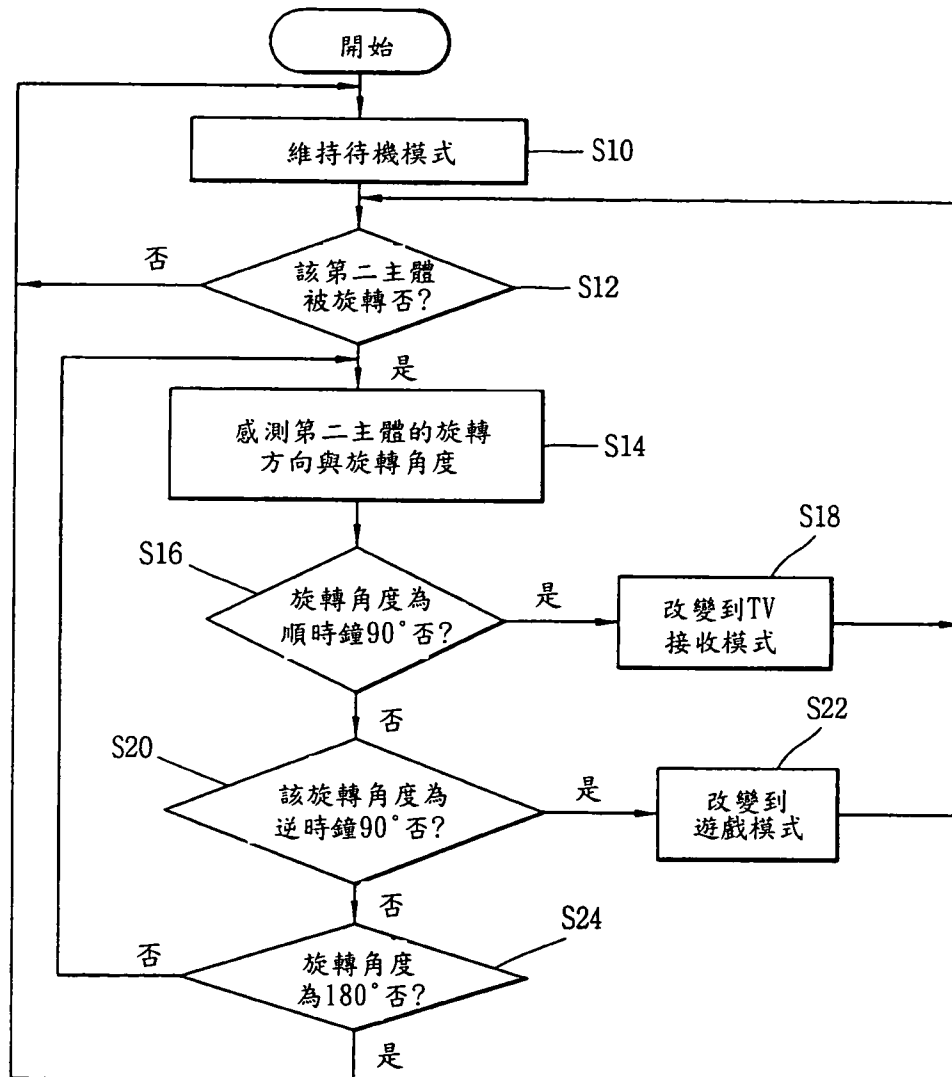 開始
維持待機模式
S10
否
該第二主體
被旋轉否?
S12
是
感測第二主體的旋轉
方向與旋轉角度
S14
S16
旋轉角度為
順時鐘90°否?
是
S18
改變到TV
接收模式
否
S20
該旋轉角度為
逆時鐘90°否?
是
S22
改變到
遊戲模式
否
S24
否
旋轉角度
為180°否?
是